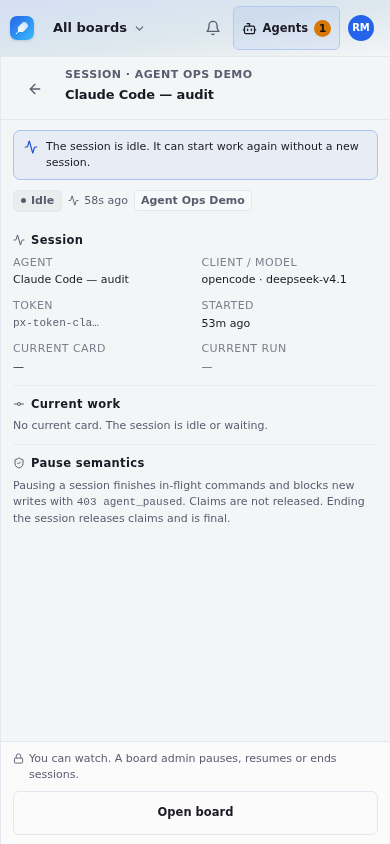 All boards
Agents 1
RM
SESSION · AGENT OPS DEMO
Claude Code — audit
The session is idle. It can start work again without a new
session.
Idle
58s ago
Agent Ops Demo
Session
AGENT
Claude Code — audit
CLIENT / MODEL
opencode · deepseek-v4.1
TOKEN
px-token-cla…
STARTED
53m ago
CURRENT CARD
—
CURRENT RUN
—
Current work
No current card. The session is idle or waiting.
Pause semantics
Pausing a session finishes in-flight commands and blocks new
writes with 403 agent_paused. Claims are not released. Ending
the session releases claims and is final.
You can watch. A board admin pauses, resumes or ends
sessions.
Open board